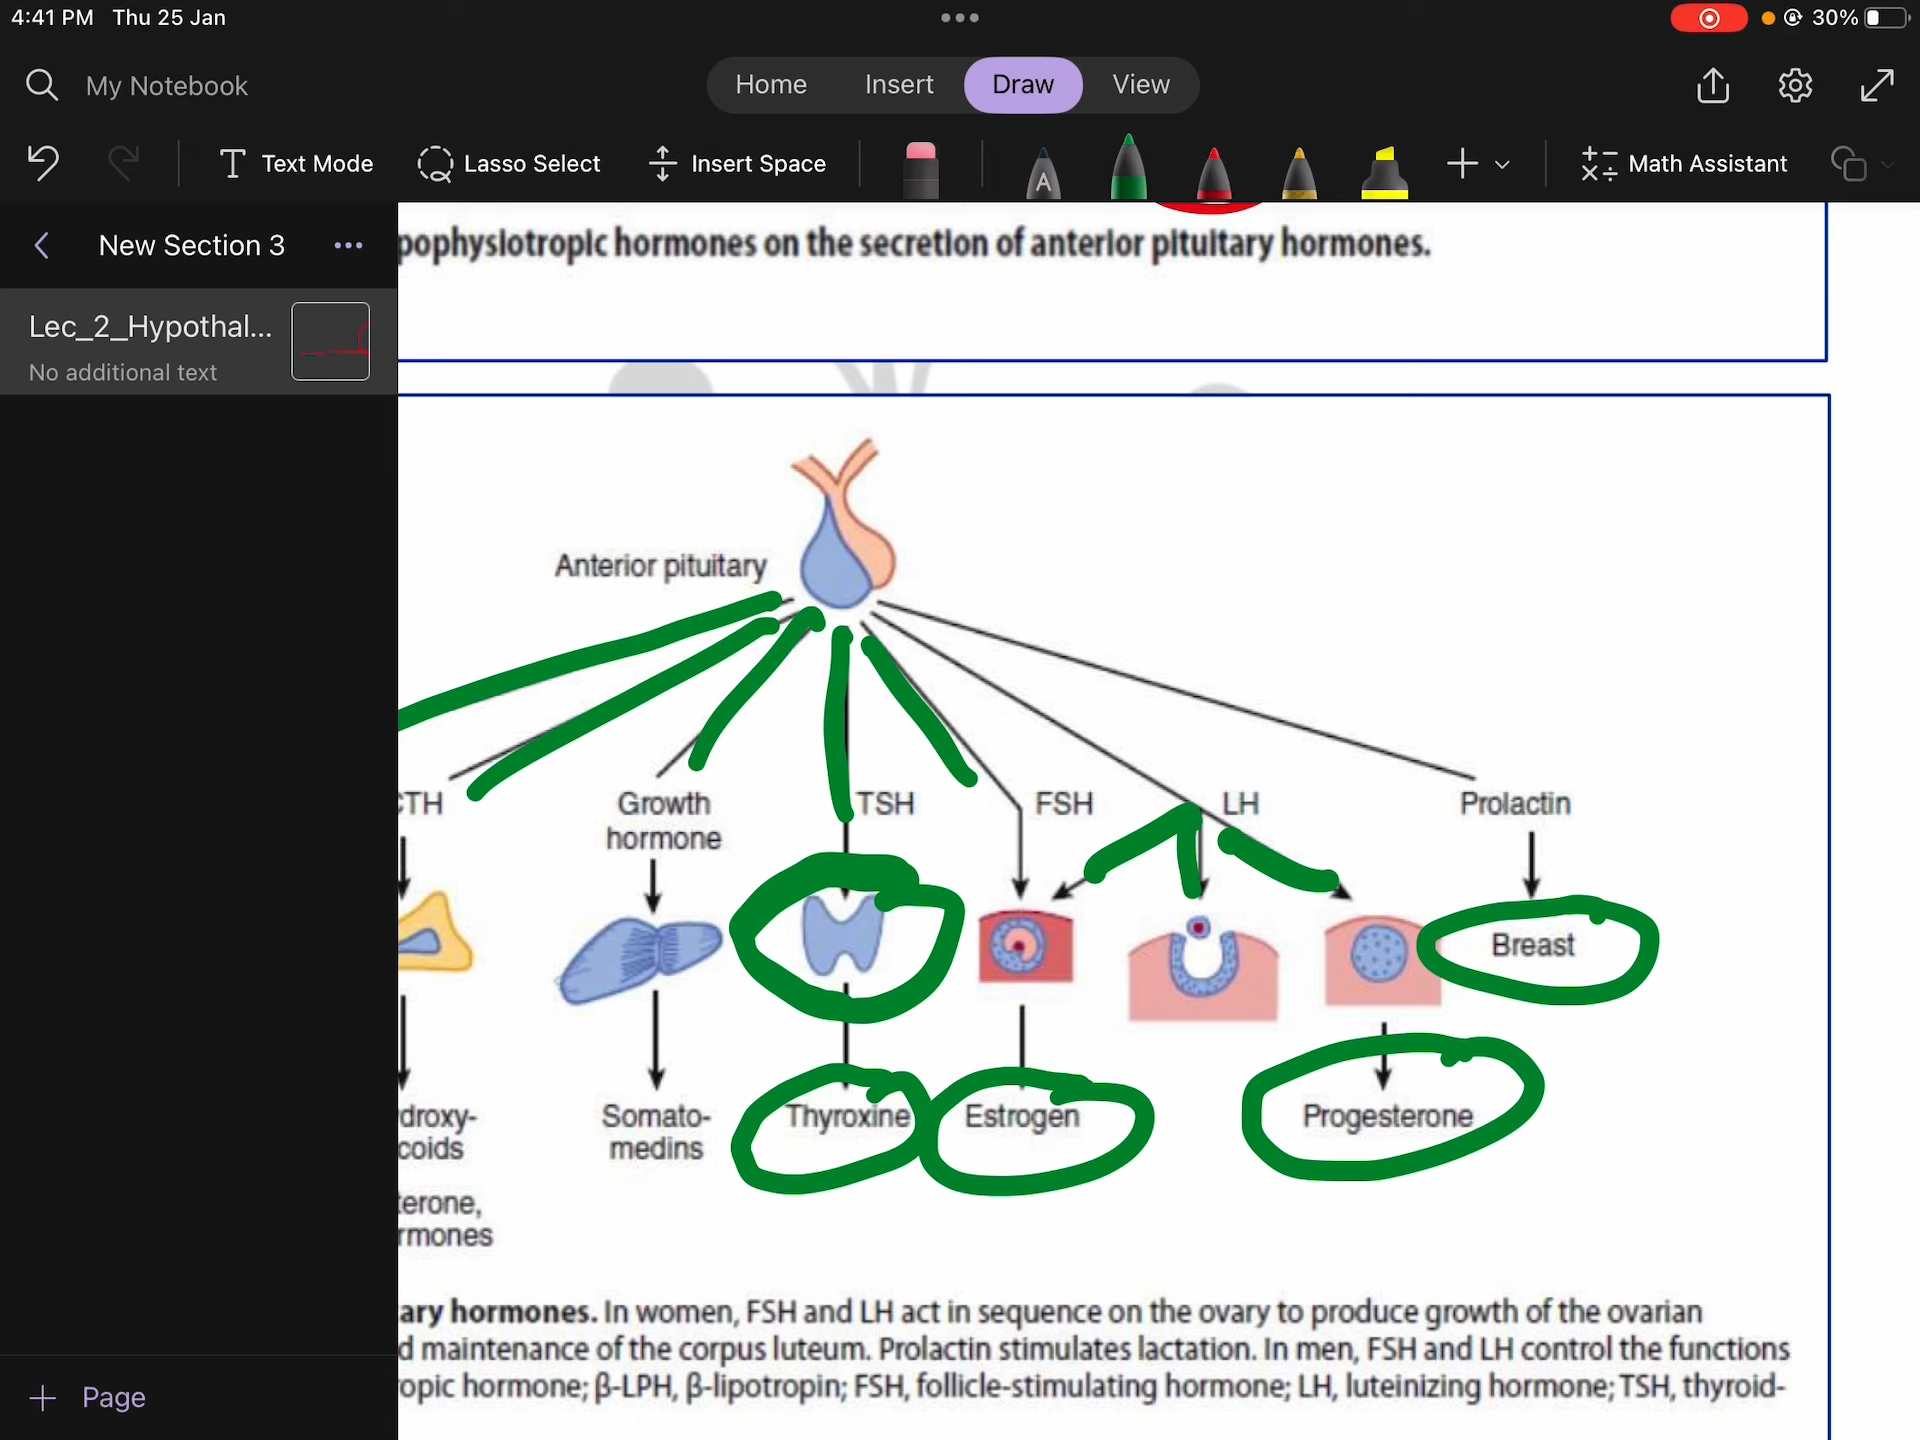 4:41 PM Thu 25 Jan
30%
My Notebook
Home Insert Draw View
Text Mode Lasso Select Insert Space A Math Assistant
New Section 3
Lec_2_Hypothal...
No additional text
Page
pophysiotropic hormones on the secretion of anterior pituitary hormones.
Anterior pituitary
CTH Growth hormone TSH FSH LH Prolactin
Breast
droxy-
coids
Somato-
medins
Thyroxine Estrogen Progesterone
terone,
rmones
ary hormones. In women, FSH and LH act in sequence on the ovary to produce growth of the ovarian
d maintenance of the corpus luteum. Prolactin stimulates lactation. In men, FSH and LH control the functions
opic hormone; β-LPH, β-lipotropin; FSH, follicle-stimulating hormone; LH, luteinizing hormone; TSH, thyroid-